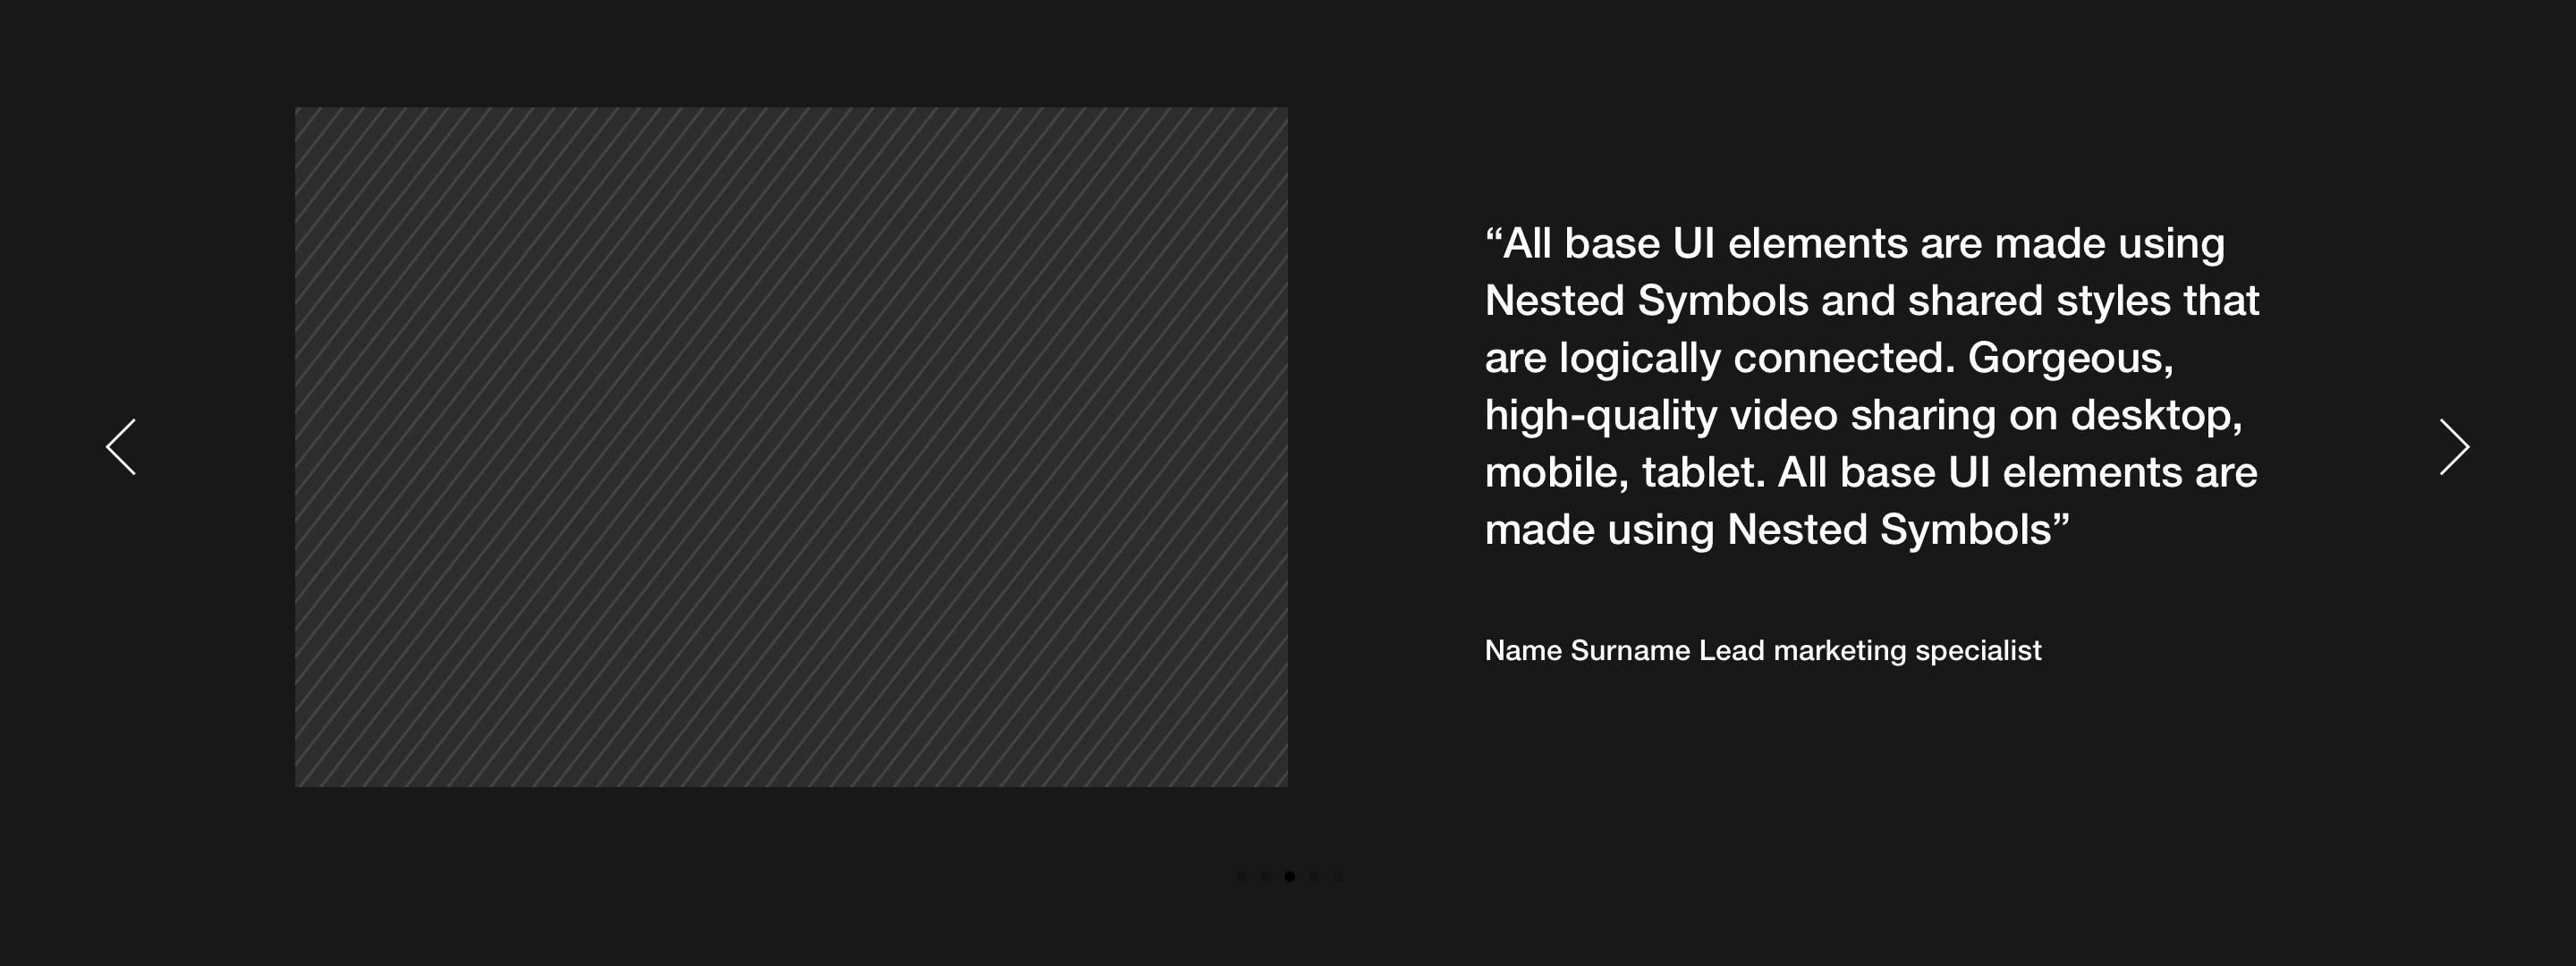 “All base UI elements are made using
Nested Symbols and shared styles that
are logically connected. Gorgeous,
high-quality video sharing on desktop,
mobile, tablet. All base UI elements are
made using Nested Symbols”
Name Surname Lead marketing specialist